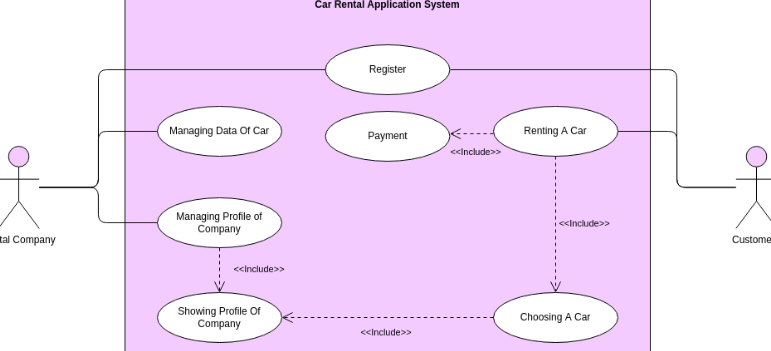 Car Rental Application System
Register
Managing Data Of Car
Payment
Renting A Car
<<Include>>
Managing Profile of
Company
<<Include>>
tal Company
Custome
<<Include>>
Showing Profile Of
Company
Choosing A Car
<<Include>>